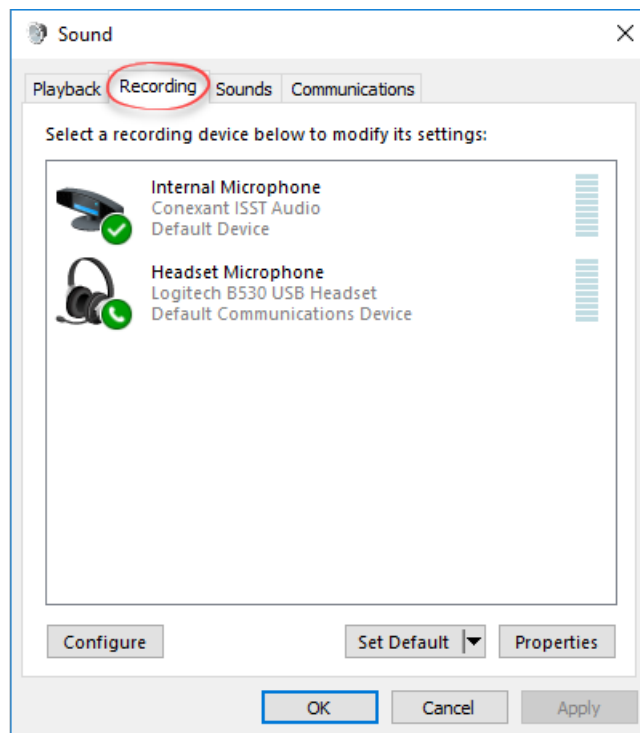 Sound
Playback Recording Sounds Communications
Select a recording device below to modify its settings:
Internal Microphone
Conexant ISST Audio
Default Device
Headset Microphone
Logitech B530 USB Headset
Default Communications Device
Configure Set Default Properties
OK Cancel Apply